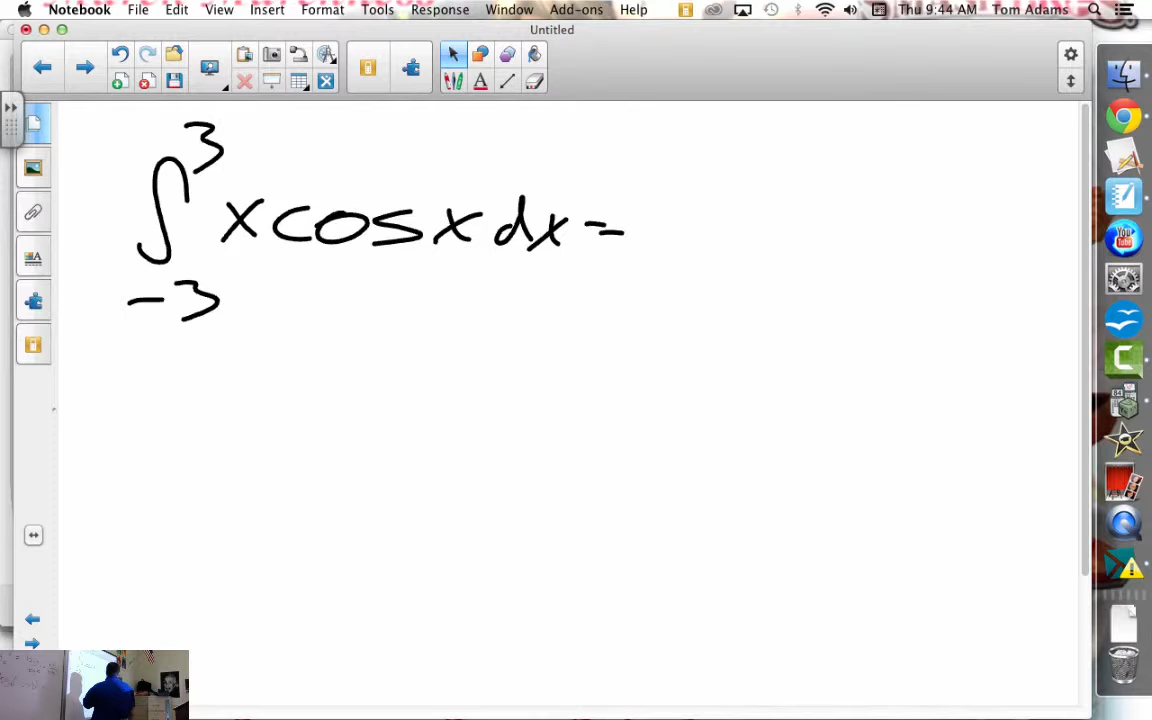 Notebook File Edit View Insert Format Tools Response Window Add-ons Help Thu 9:44 AM Tom Adams
Untitled
∫ 3 -3 x cos x dx =